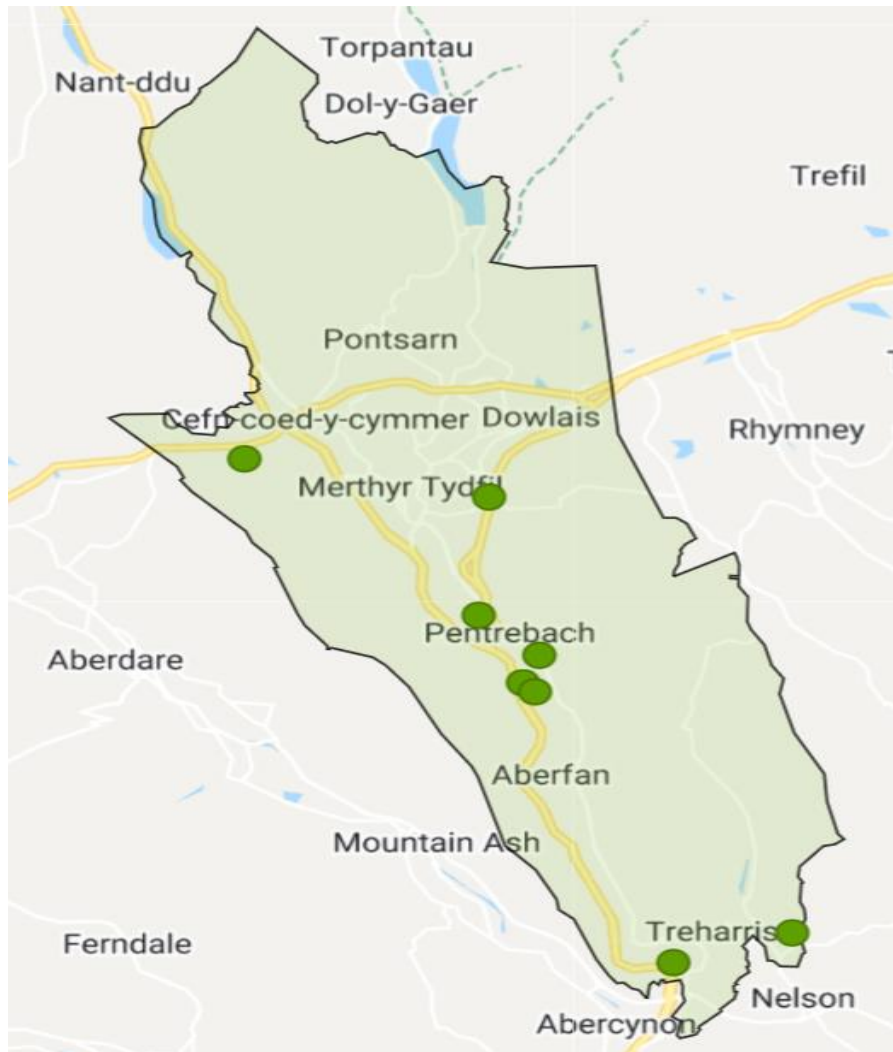 Torpantau
Nant-ddu
Dol-y-Gaer
Trefil
Pontsarn
Cefn-coed-y-cymmer
Dowlais
Rhymney
Merthyr Tydfil
Pentrebach
Aberdare
Aberfan
Mountain Ash
Treharris
Ferndale
Nelson
Abercynon